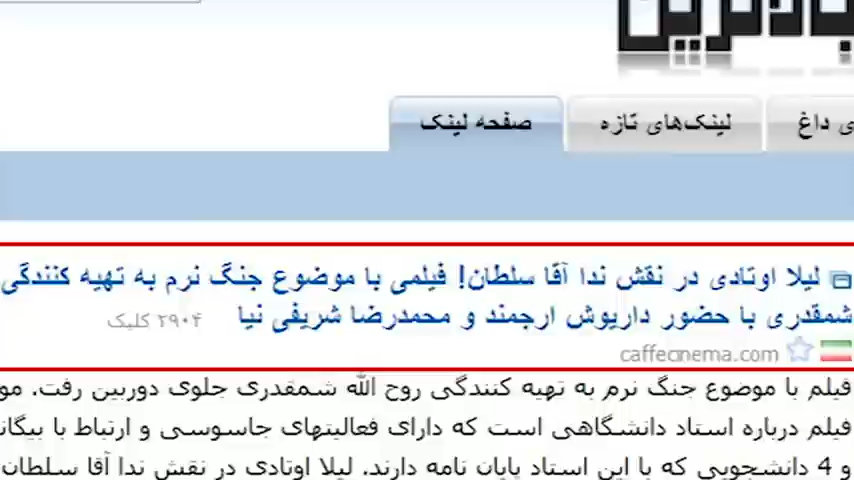 ی داغ
لینک‌های تازه
صفحه لینک
لیلا اوتادی در نقش ندا آقا سلطان! فیلمی با موضوع جنگ نرم به تهیه کنندگی
شمقدری با حضور داریوش ارجمند و محمدرضا شریفی نیا ۲۹۰۴ کلیک
caffecinema.com
فیلم با موضوع جنگ نرم به تهیه کنندگی روح الله شمقدری جلوی دوربین رفت. مو
فیلم درباره استاد دانشگاهی است که دارای فعالیتهای جاسوسی و ارتباط با بیگان
و 4 دانشجویی که با این استاد پایان نامه دارند. لیلا اوتادی در نقش ندا آقا سلطان